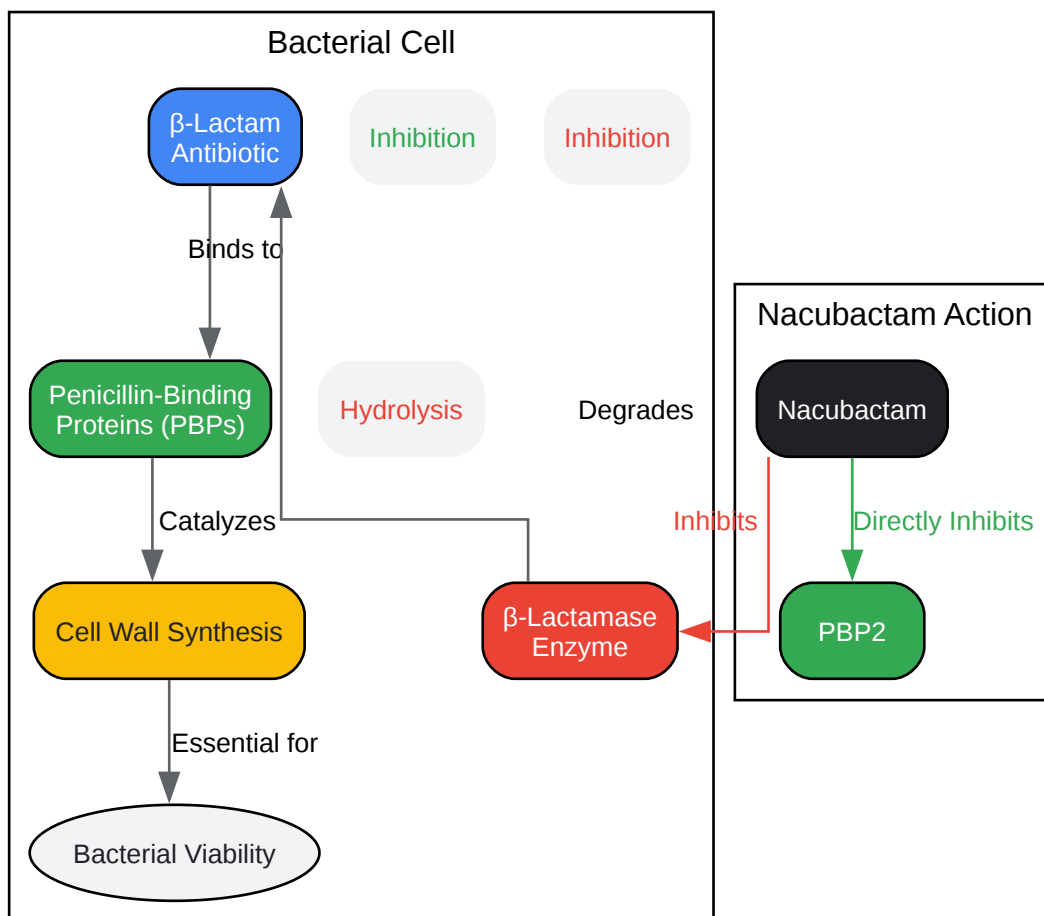 Bacterial Cell
β-Lactam
Antibiotic
Inhibition
Inhibition
Binds to
Nacubactam Action
Penicillin-Binding
Proteins (PBPs)
Hydrolysis
Degrades
Nacubactam
Catalyzes
Inhibits
Directly Inhibits
Cell Wall Synthesis
β-Lactamase
Enzyme
PBP2
Essential for
Bacterial Viability